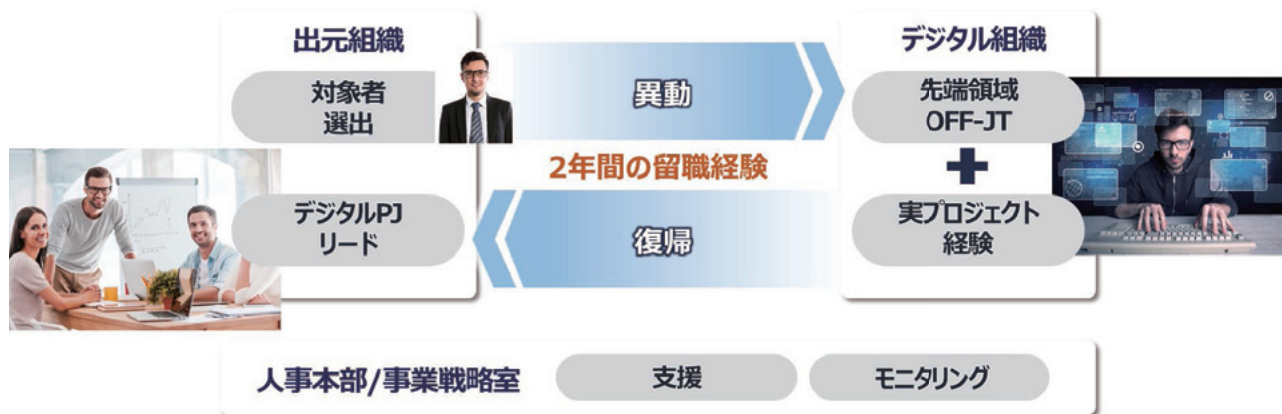 出元組織
対象者
選出
異動
デジタル組織
先端領域
OFF-JT
2年間の留職経験
デジタルPJ
リード
復帰
実プロジェクト
経験
人事本部/事業戦略室
支援
モニタリング